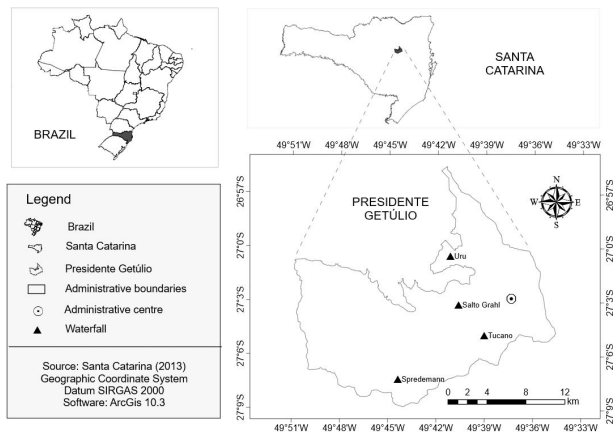 BRAZIL
SANTA
CATARINA
Legend
Brazil
Santa Catarina
Presidente Getúlio
Administrative boundaries
Administrative centre
Waterfall
Source: Santa Catarina (2013)
Geographic Coordinate System
Datum SIRGAS 2000
Software: ArcGis 10.3
49°51'W 49°48'W 49°45'W 49°42'W 49°39'W 49°36'W 49°33'W
26°57'S
27°0'S
27°3'S
27°6'S
27°9'S
PRESIDENTE
GETÚLIO
N
W E
S
Uru
Salto Grahl
Tucano
Spredemann
0 2 4 8 12
km
26°57'S
27°0'S
27°3'S
27°6'S
27°9'S
49°51'W 49°48'W 49°45'W 49°42'W 49°39'W 49°36'W 49°33'W